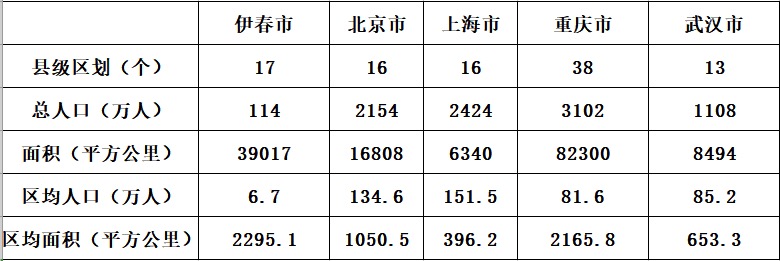 伊春市 北京市 上海市 重庆市 武汉市
县级区划（个） 17 16 16 38 13
总人口（万人） 114 2154 2424 3102 1108
面积（平方公里） 39017 16808 6340 82300 8494
区均人口（万人） 6.7 134.6 151.5 81.6 85.2
区均面积（平方公里） 2295.1 1050.5 396.2 2165.8 653.3